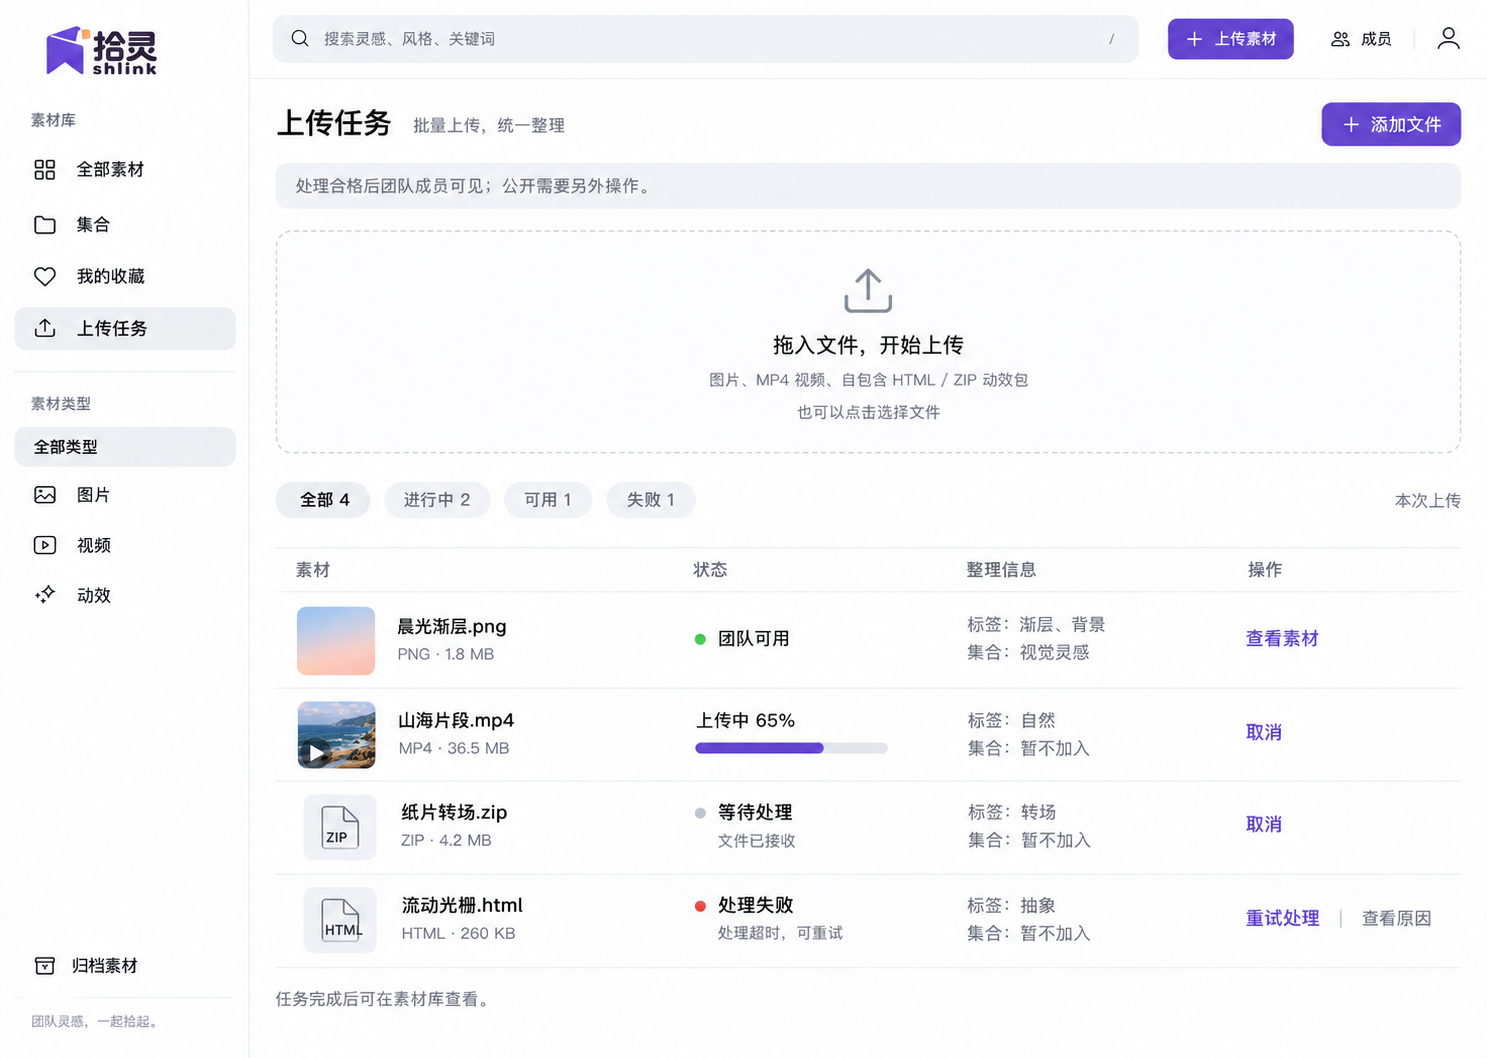 拾灵
shlink
搜索灵感、风格、关键词
/
上传素材
成员
素材库
全部素材
集合
我的收藏
上传任务
素材类型
全部类型
图片
视频
动效
归档素材
团队灵感，一起拾起。
上传任务
批量上传，统一整理
添加文件
处理合格后团队成员可见；公开需要另外操作。
拖入文件，开始上传
图片、MP4 视频、自包含 HTML / ZIP 动效包
也可以点击选择文件
全部 4
进行中 2
可用 1
失败 1
本次上传
素材
状态
整理信息
操作
晨光渐层.png
PNG · 1.8 MB
团队可用
标签：渐层、背景
集合：视觉灵感
查看素材
山海片段.mp4
MP4 · 36.5 MB
上传中 65%
标签：自然
集合：暂不加入
取消
ZIP
纸片转场.zip
ZIP · 4.2 MB
等待处理
文件已接收
标签：转场
集合：暂不加入
取消
HTML
流动光栅.html
HTML · 260 KB
处理失败
处理超时，可重试
标签：抽象
集合：暂不加入
重试处理
查看原因
任务完成后可在素材库查看。